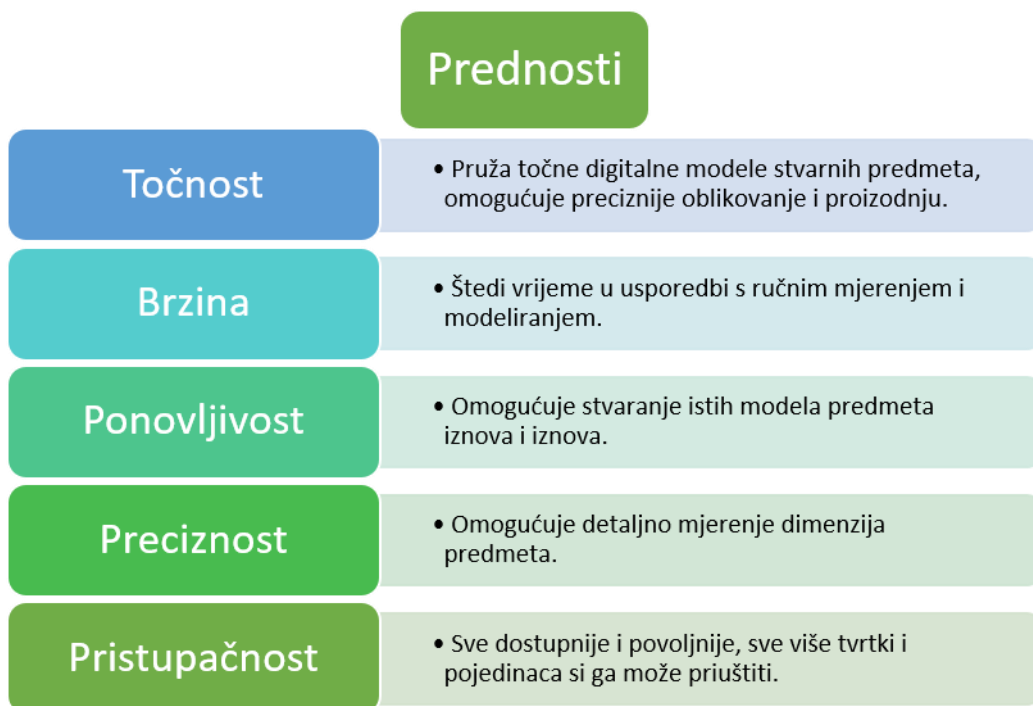 Prednosti
Točnost
• Pruža točne digitalne modele stvarnih predmeta,
omogućuje preciznije oblikovanje i proizodnju.
Brzina
• Štedi vrijeme u usporedbi s ručnim mjerenjem i
modeliranjem.
Ponovljivost
• Omogućuje stvaranje istih modela predmeta
iznova i iznova.
Preciznost
• Omogućuje detaljno mjerenje dimenzija
predmeta.
Pristupačnost
• Sve dostupnije i povoljnije, sve više tvrtki i
pojedinaca si ga može priuštiti.